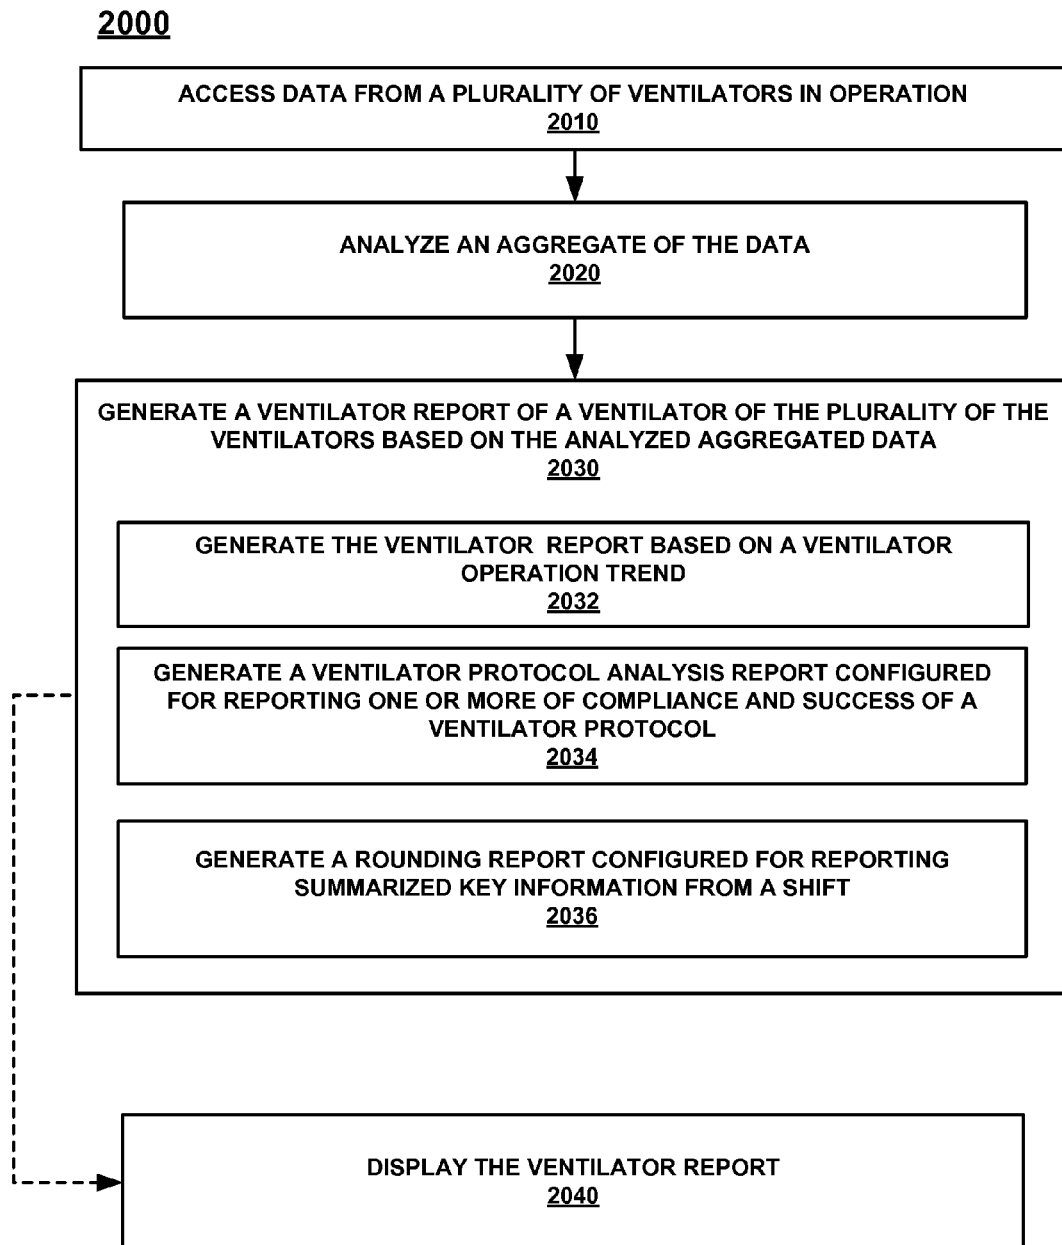 2000
ACCESS DATA FROM A PLURALITY OF VENTILATORS IN OPERATION
2010
ANALYZE AN AGGREGATE OF THE DATA
2020
GENERATE A VENTILATOR REPORT OF A VENTILATOR OF THE PLURALITY OF THE
VENTILATORS BASED ON THE ANALYZED AGGREGATED DATA
2030
GENERATE THE VENTILATOR REPORT BASED ON A VENTILATOR
OPERATION TREND
2032
GENERATE A VENTILATOR PROTOCOL ANALYSIS REPORT CONFIGURED
FOR REPORTING ONE OR MORE OF COMPLIANCE AND SUCCESS OF A
VENTILATOR PROTOCOL
2034
GENERATE A ROUNDING REPORT CONFIGURED FOR REPORTING
SUMMARIZED KEY INFORMATION FROM A SHIFT
2036
DISPLAY THE VENTILATOR REPORT
2040